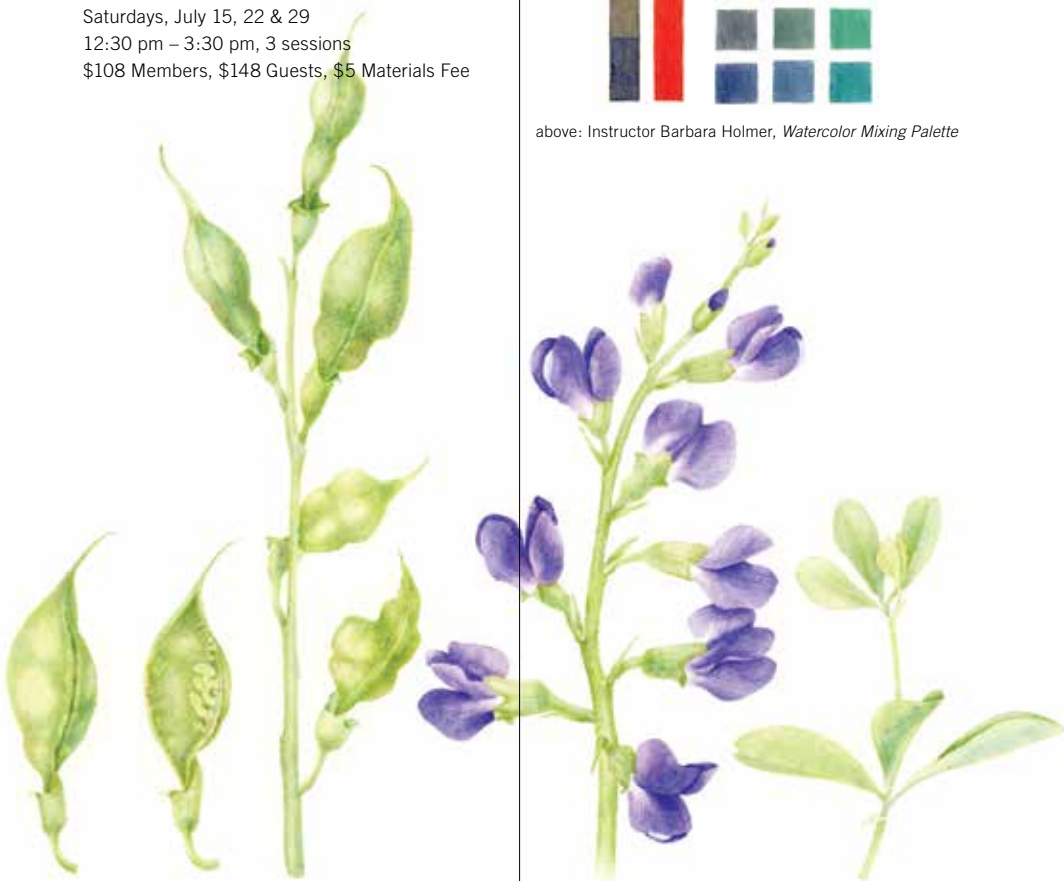 Saturdays, July 15, 22 & 29
12:30 pm – 3:30 pm, 3 sessions
$108 Members, $148 Guests, $5 Materials Fee
above: Instructor Barbara Holmer, Watercolor Mixing Palette